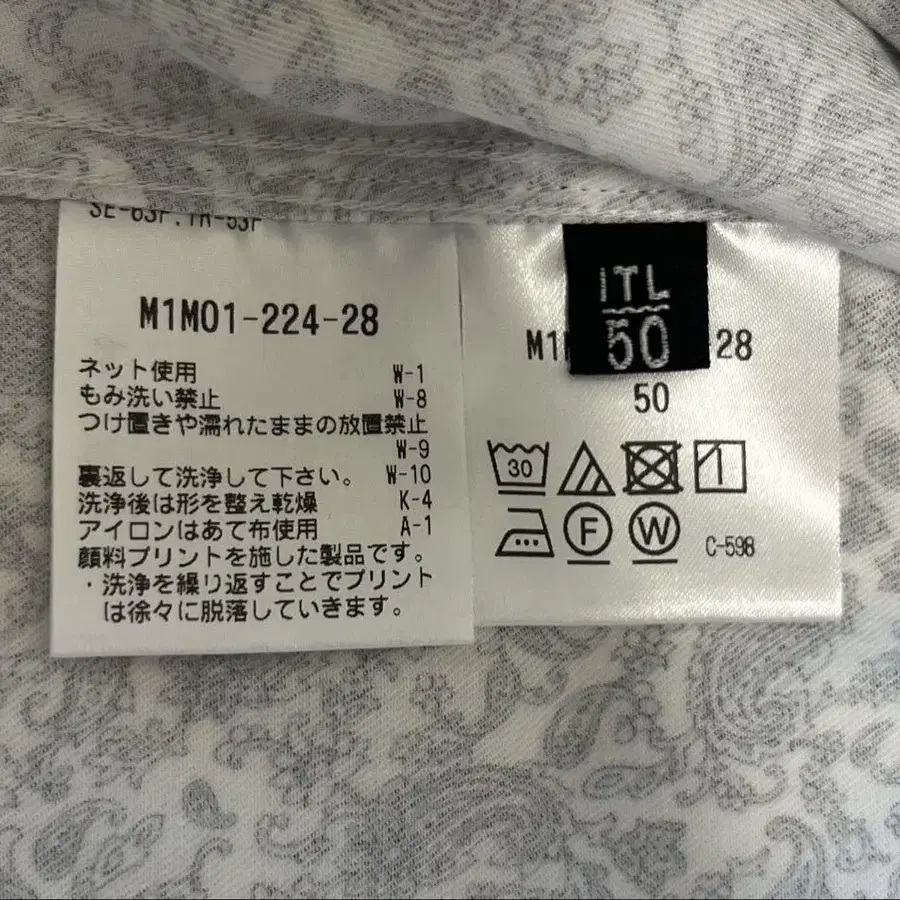 M1M01-224-28
ネット使用 W-1
もみ洗い禁止 W-8
つけ置きや濡れたままの放置禁止
W-9
裏返して洗浄して下さい。 W-10
洗浄後は形を整え乾燥 K-4
アイロンはあて布使用 A-1
顔料プリントを施した製品です。
・洗浄を繰り返すことでプリント
は徐々に脱落していきます。
ITL
50
M1 28
50
30
F W C-598